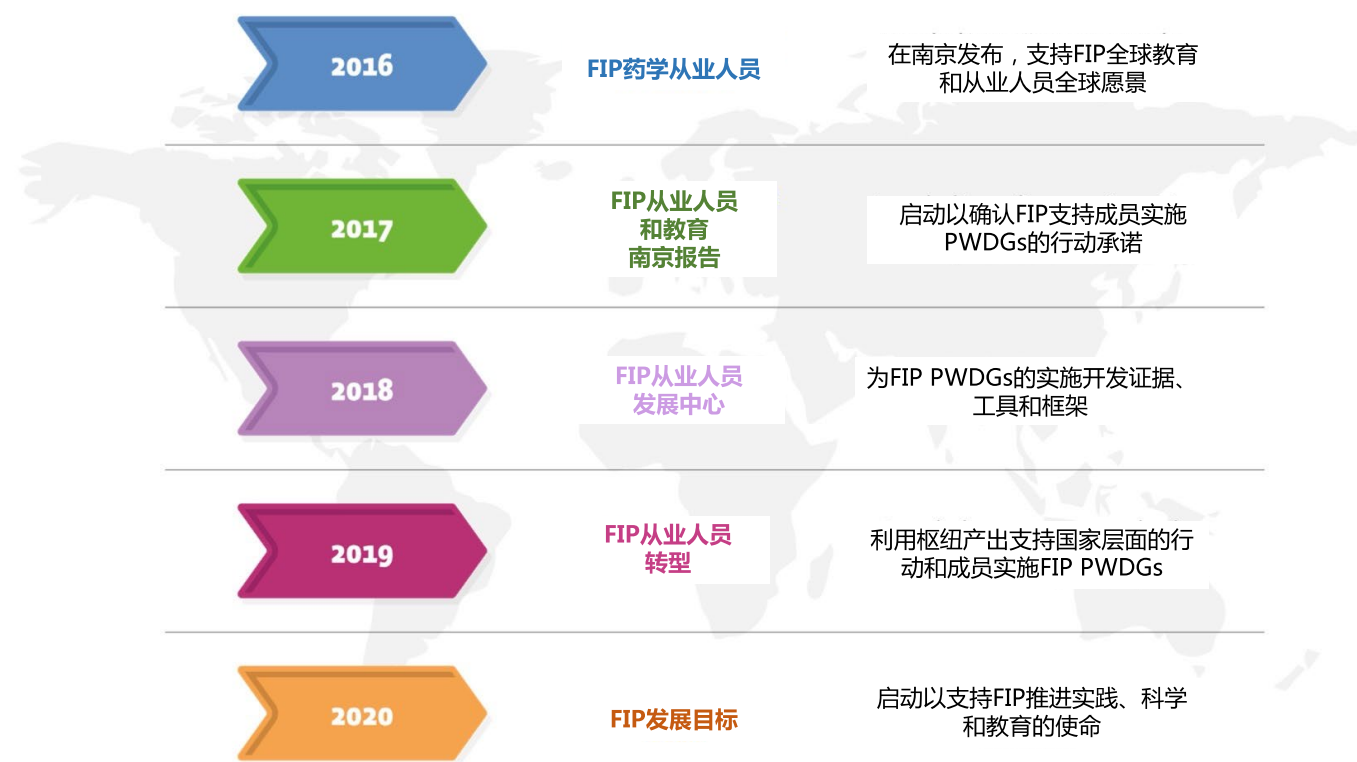 2016
FIP药学从业人员
在南京发布，支持FIP全球教育
和从业人员全球愿景
2017
FIP从业人员
和教育
南京报告
启动以确认FIP支持成员实施
PWDGs的行动承诺
2018
FIP从业人员
发展中心
为FIP PWDGs的实施开发证据、
工具和框架
2019
FIP从业人员
转型
利用枢纽产出支持国家层面的行
动和成员实施FIP PWDGs
2020
FIP发展目标
启动以支持FIP推进实践、科学
和教育的使命